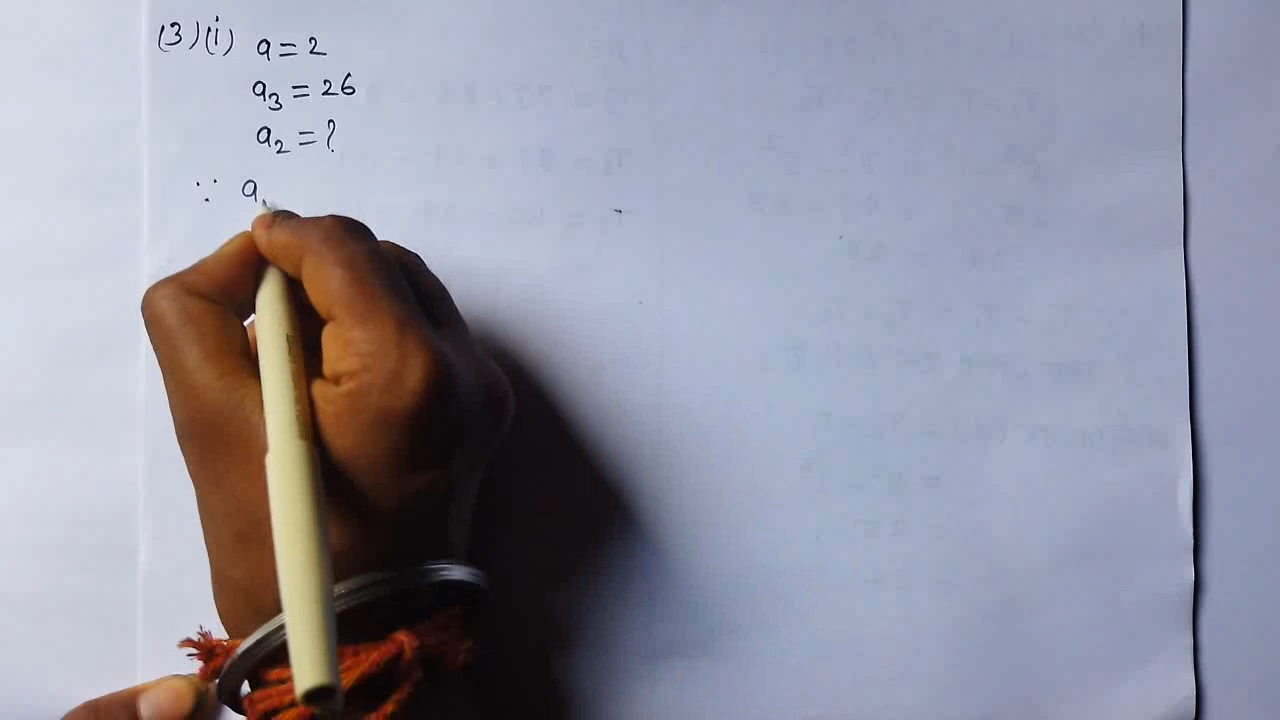 (3)(i) a = 2
a₃ = 26
a₂ = ?
∵ a